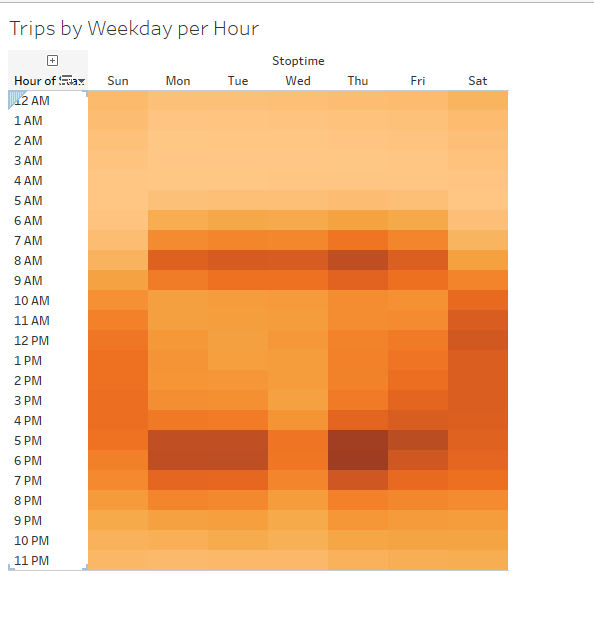 Trips by Weekday per Hour
Stoptime
Hour of Sun Mon Tue Wed Thu Fri Sat
12 AM
1 AM
2 AM
3 AM
4 AM
5 AM
6 AM
7 AM
8 AM
9 AM
10 AM
11 AM
12 PM
1 PM
2 PM
3 PM
4 PM
5 PM
6 PM
7 PM
8 PM
9 PM
10 PM
11 PM